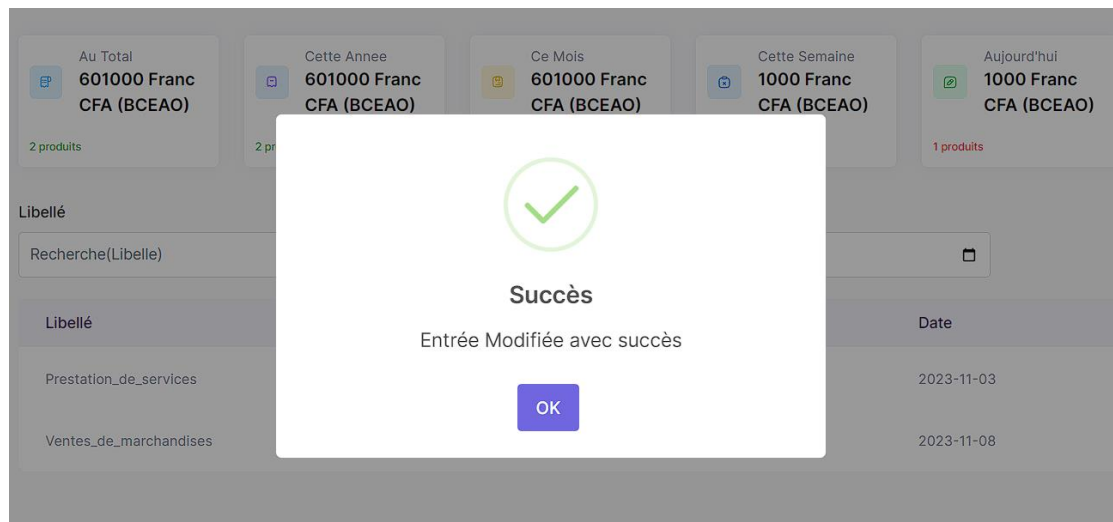 Au Total
601000 Franc
CFA (BCEAO)
2 produits
Cette Annee
601000 Franc
CFA (BCEAO)
2 pr
Ce Mois
601000 Franc
CFA (BCEAO)
Cette Semaine
1000 Franc
CFA (BCEAO)
Aujourd'hui
1000 Franc
CFA (BCEAO)
1 produits
Libellé
Recherche(Libelle)
Libellé
Date
Prestation_de_services
2023-11-03
Ventes_de_marchandises
2023-11-08
Succès
Entrée Modifiée avec succès
OK